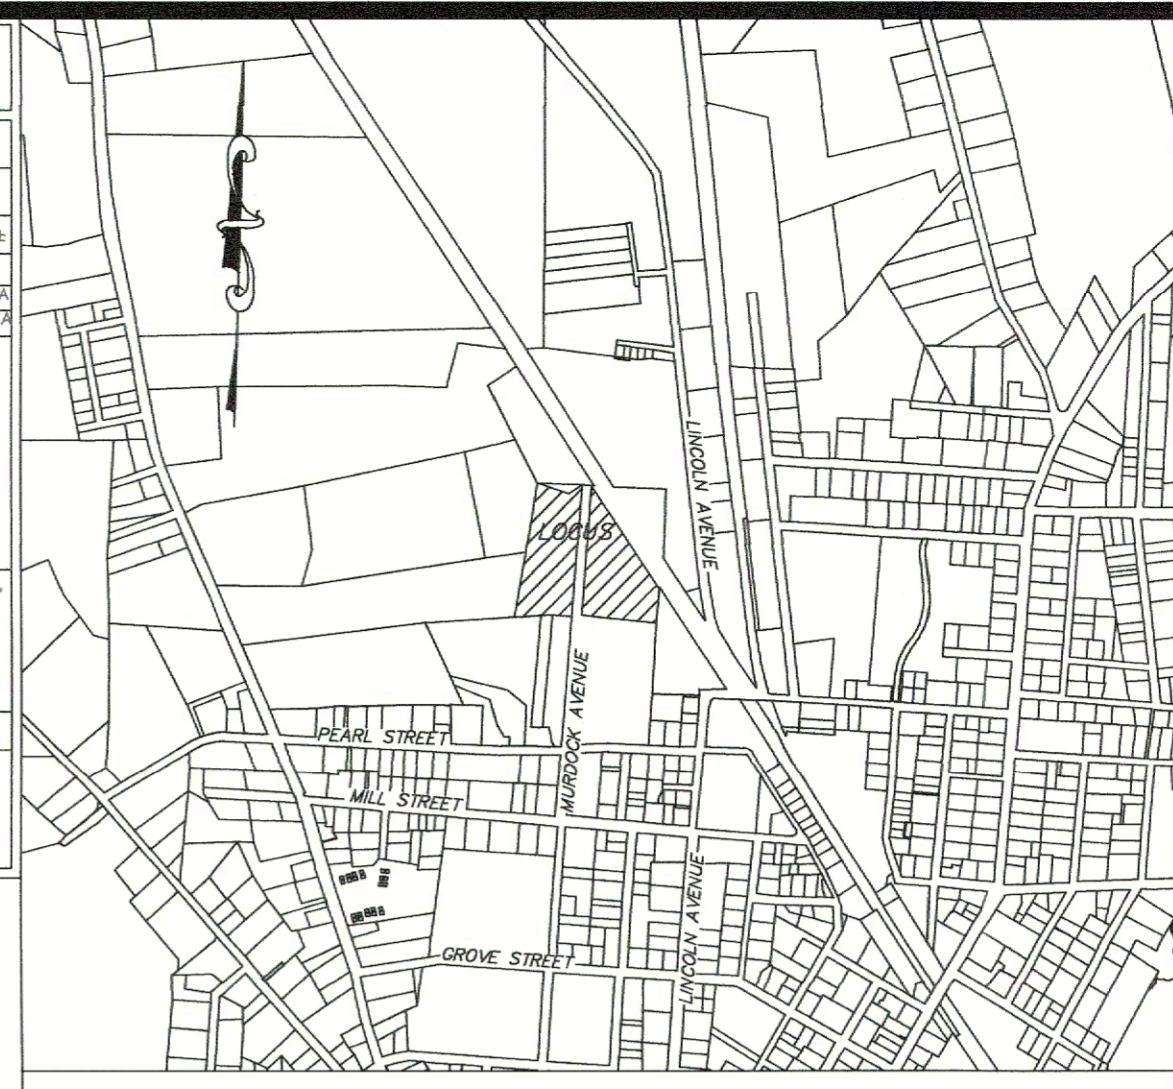 LINCOLN AVENUE
LOCUS
MURDOCK AVENUE
PEARL STREET
MILL STREET
LINCOLN AVENUE
GROVE STREET